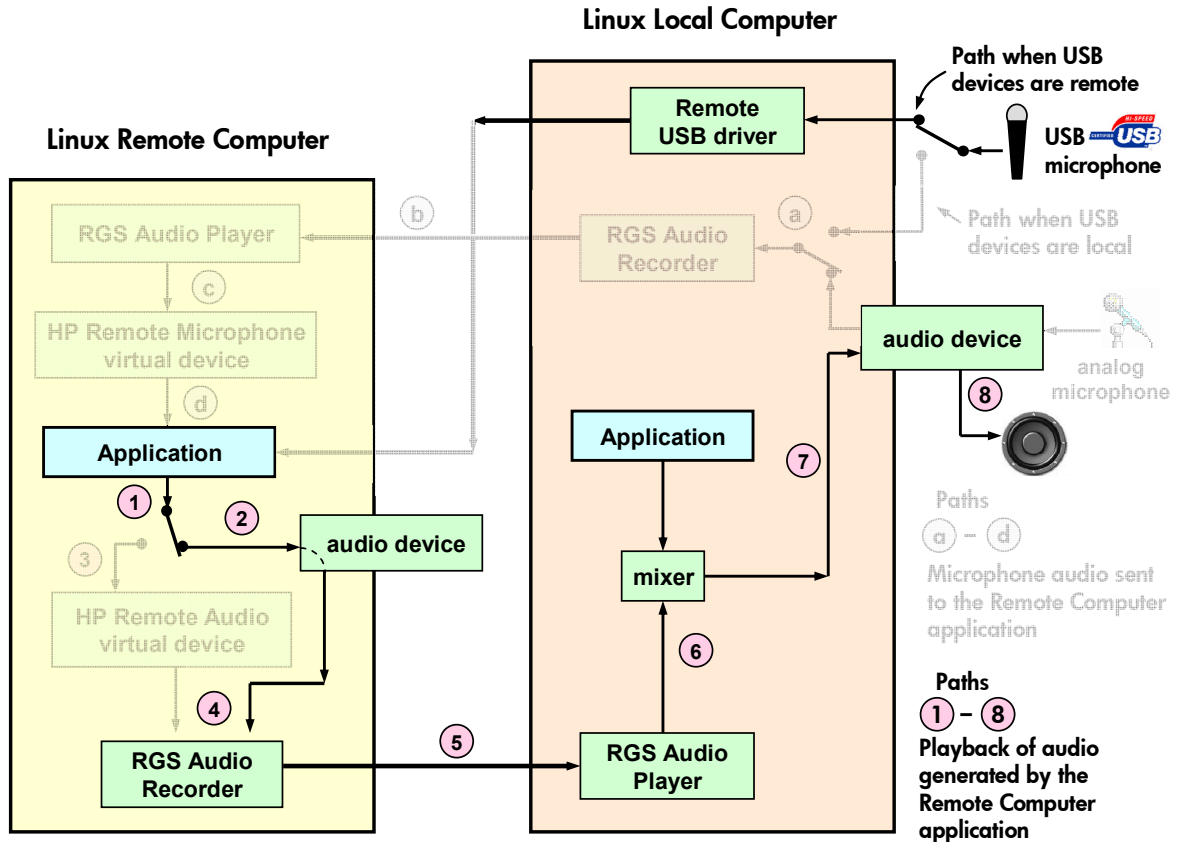 Linux Local Computer
Path when USB
devices are remote
Remote
USB driver
HI-SPEED
CERTIFIED USB
USB
microphone
Linux Remote Computer
RGS Audio Player
b
a
RGS Audio
Recorder
Path when USB
devices are local
c
HP Remote Microphone
virtual device
audio device
analog
microphone
d
8
Application
Application
7
1
2
audio device
Paths
a – d
Microphone audio sent
to the Remote Computer
application
3
mixer
HP Remote Audio
virtual device
6
4
Paths
1 – 8
Playback of audio
generated by the
Remote Computer
application
5
RGS Audio
Recorder
RGS Audio
Player